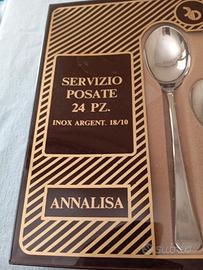 SERVIZIO
POSATE
24 PZ.
INOX ARGENT. 18/10
ANNALISA